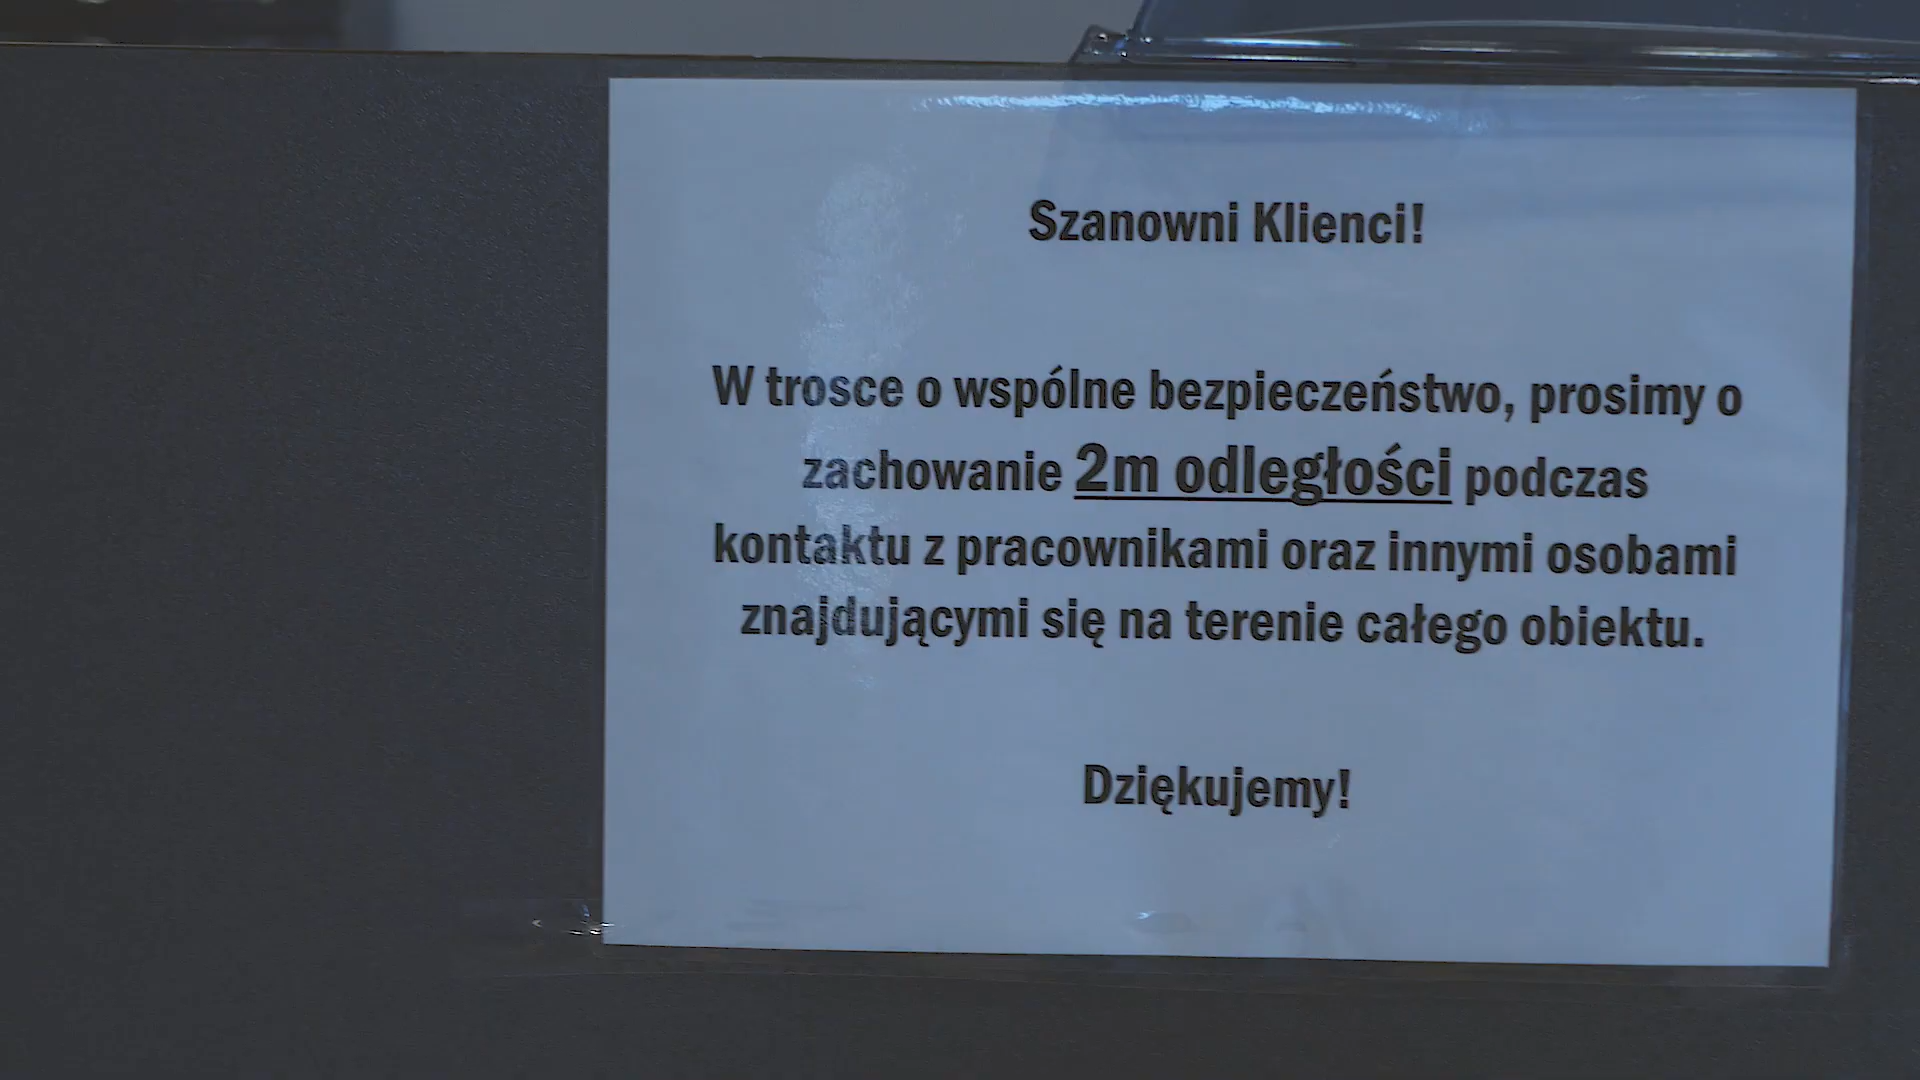 Szanowni Klienci!
W trosce o wspólne bezpieczeństwo, prosimy o
zachowanie 2m odległości podczas
kontaktu z pracownikami oraz innymi osobami
znajdującymi się na terenie całego obiektu.
Dziękujemy!